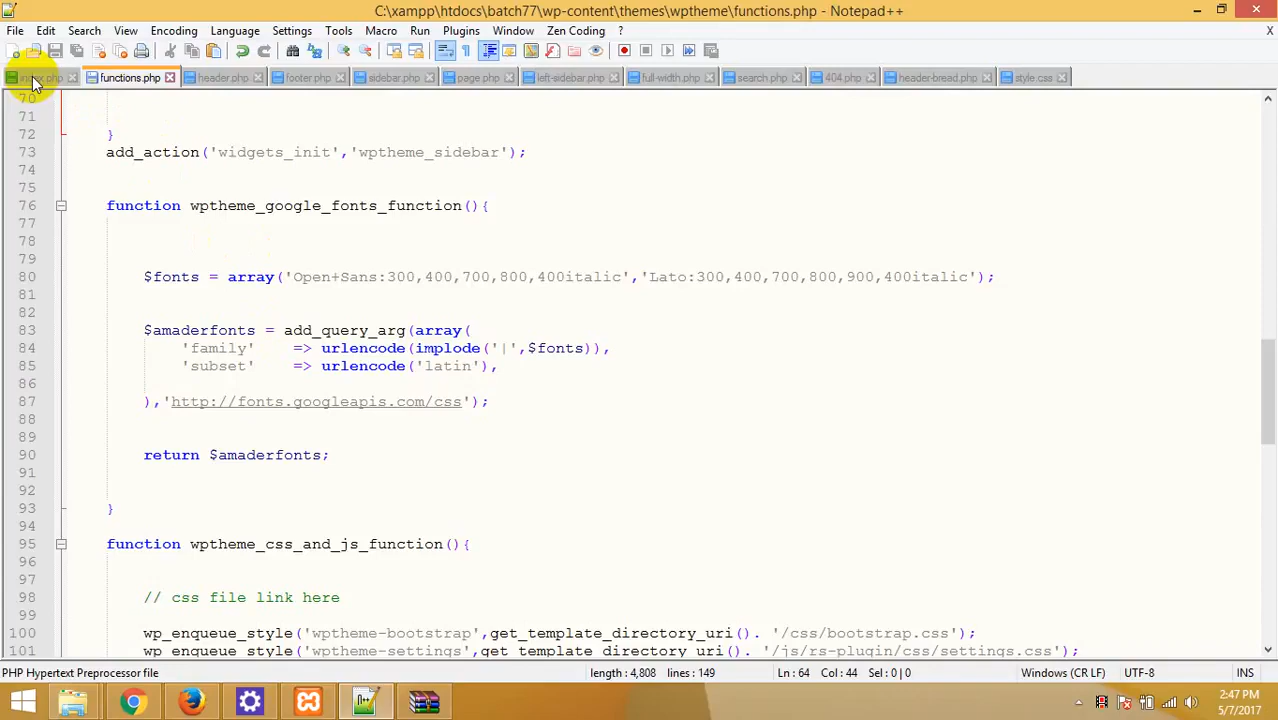 C:\xampp\htdocs\batch77\wp-content\themes\wptheme\functions.php - Notepad++
File Edit Search View Encoding Language Settings Tools Macro Run Plugins Window Zen Coding ? X
index.php functions.php header.php footer.php sidebar.php page.php left-sidebar.php full-width.php search.php 404.php header-bread.php style.css
70
71
72 }
73 add_action('widgets_init','wptheme_sidebar');
74
75
76 function wptheme_google_fonts_function(){
77
78
79
80 $fonts = array('Open+Sans:300,400,700,800,400italic','Lato:300,400,700,800,900,400italic');
81
82
83 $amaderfonts = add_query_arg(array(
84 'family' => urlencode(implode('|',$fonts)),
85 'subset' => urlencode('latin'),
86
87 ),'http://fonts.googleapis.com/css');
88
89
90 return $amaderfonts;
91
92
93 }
94
95 function wptheme_css_and_js_function(){
96
97
98 // css file link here
99
100 wp_enqueue_style('wptheme-bootstrap',get_template_directory_uri(). '/css/bootstrap.css');
101 wp_enqueue_style('wptheme-settings',get_template_directory_uri(). '/js/rs-plugin/css/settings.css');
PHP Hypertext Preprocessor file length : 4,808 lines : 149 Ln : 64 Col : 44 Sel : 0 | 0 Windows (CR LF) UTF-8 INS
2:47 PM
5/7/2017